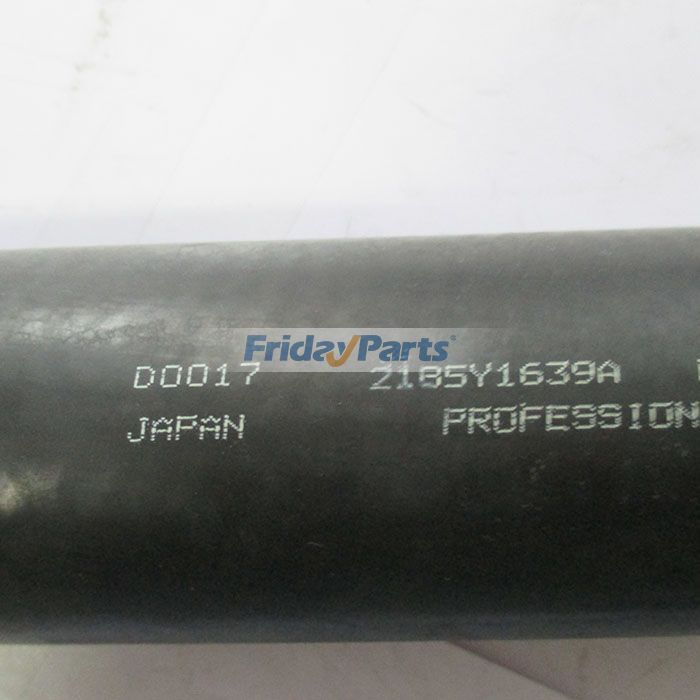 FridayParts®
D0017 2185Y1639A
JAPAN PROFESSION